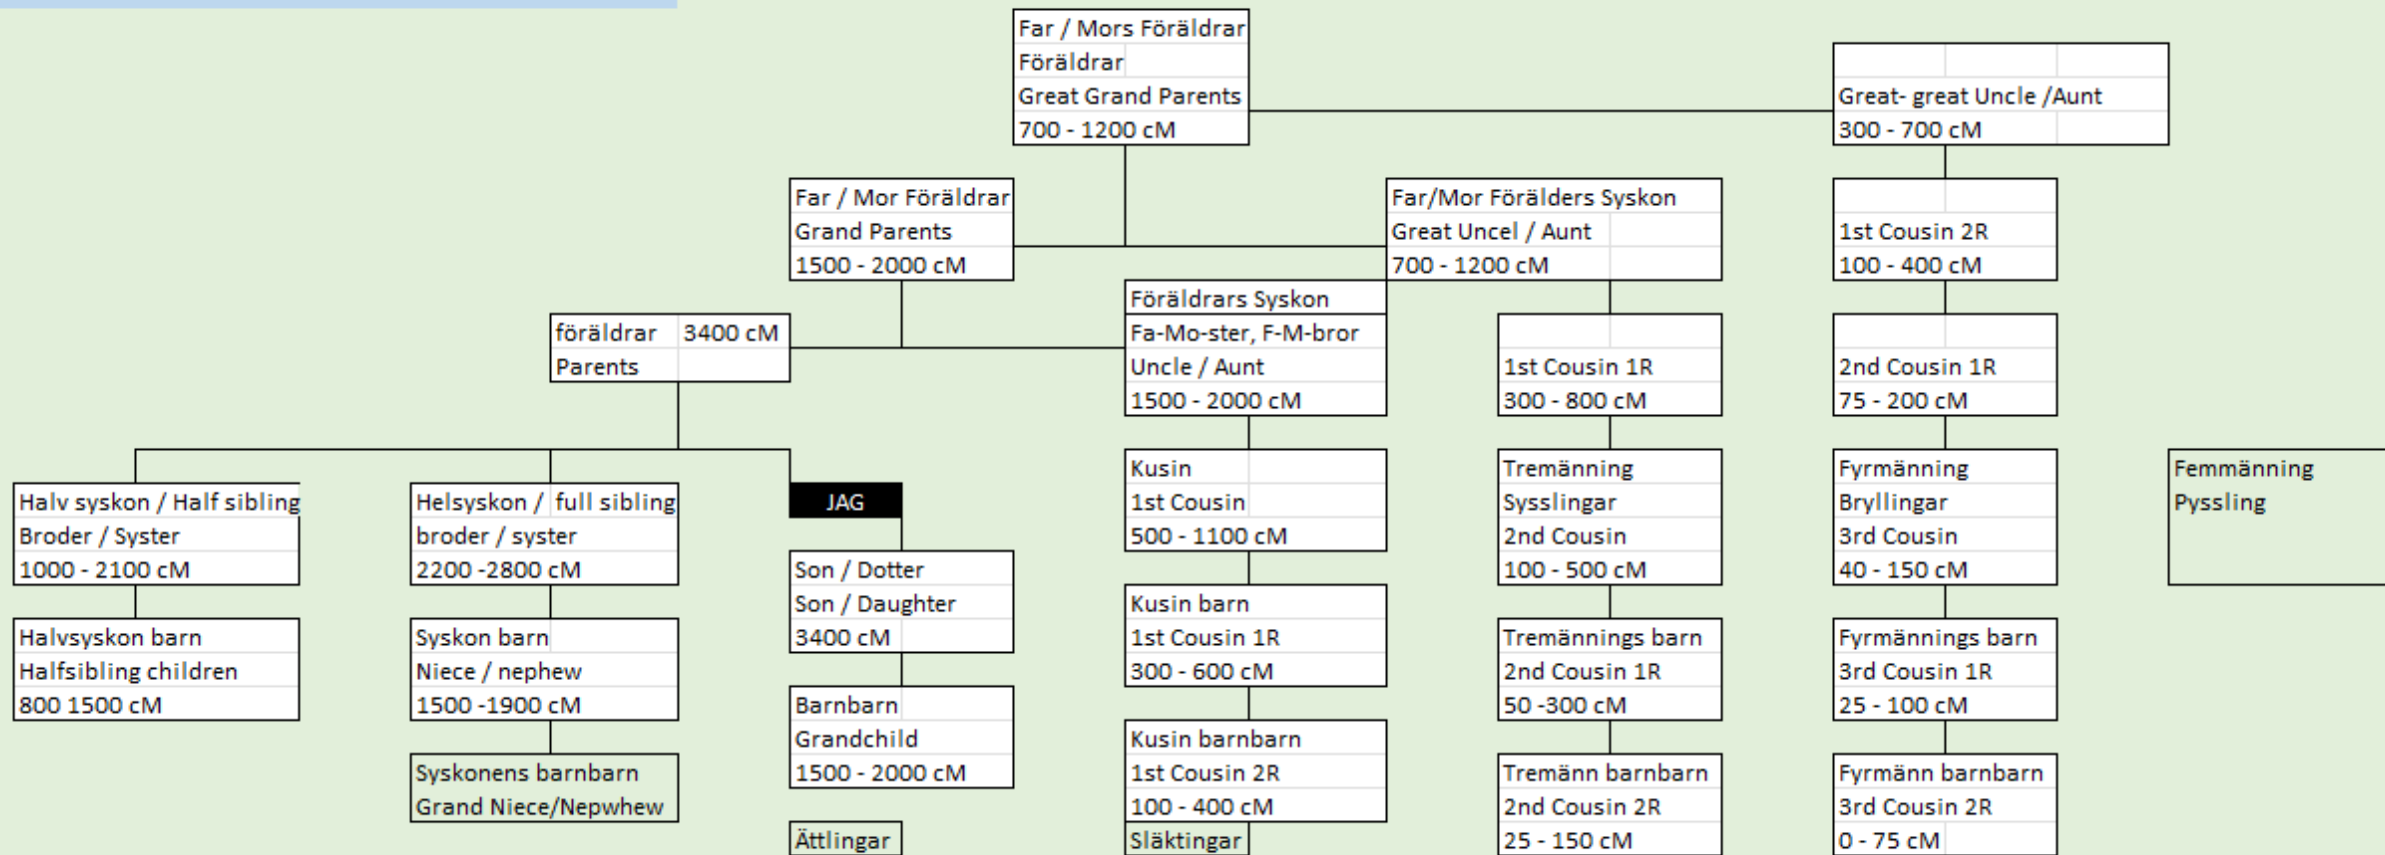 Far / Mors Föräldrar
Föräldrar
Great Grand Parents
700 - 1200 cM
Great- great Uncle /Aunt
300 - 700 cM
Far / Mor Föräldrar
Grand Parents
1500 - 2000 cM
Far/Mor Förälders Syskon
Great Uncel / Aunt
700 - 1200 cM
1st Cousin 2R
100 - 400 cM
föräldrar 3400 cM
Parents
Föräldrars Syskon
Fa-Mo-ster, F-M-bror
Uncle / Aunt
1500 - 2000 cM
1st Cousin 1R
300 - 800 cM
2nd Cousin 1R
75 - 200 cM
Halv syskon / Half sibling
Broder / Syster
1000 - 2100 cM
Helsyskon / full sibling
broder / syster
2200 -2800 cM
JAG
Kusin
1st Cousin
500 - 1100 cM
Tremänning
Sysslingar
2nd Cousin
100 - 500 cM
Fyrmänning
Bryllingar
3rd Cousin
40 - 150 cM
Femmänning
Pyssling
Halvsyskon barn
Halfsibling children
800 1500 cM
Syskon barn
Niece / nephew
1500 -1900 cM
Son / Dotter
Son / Daughter
3400 cM
Kusin barn
1st Cousin 1R
300 - 600 cM
Tremännings barn
2nd Cousin 1R
50 -300 cM
Fyrmännings barn
3rd Cousin 1R
25 - 100 cM
Syskonens barnbarn
Grand Niece/Nepwhew
Barnbarn
Grandchild
1500 - 2000 cM
Kusin barnbarn
1st Cousin 2R
100 - 400 cM
Tremänn barnbarn
2nd Cousin 2R
25 - 150 cM
Fyrmänn barnbarn
3rd Cousin 2R
0 - 75 cM
Ättlingar
Släktingar